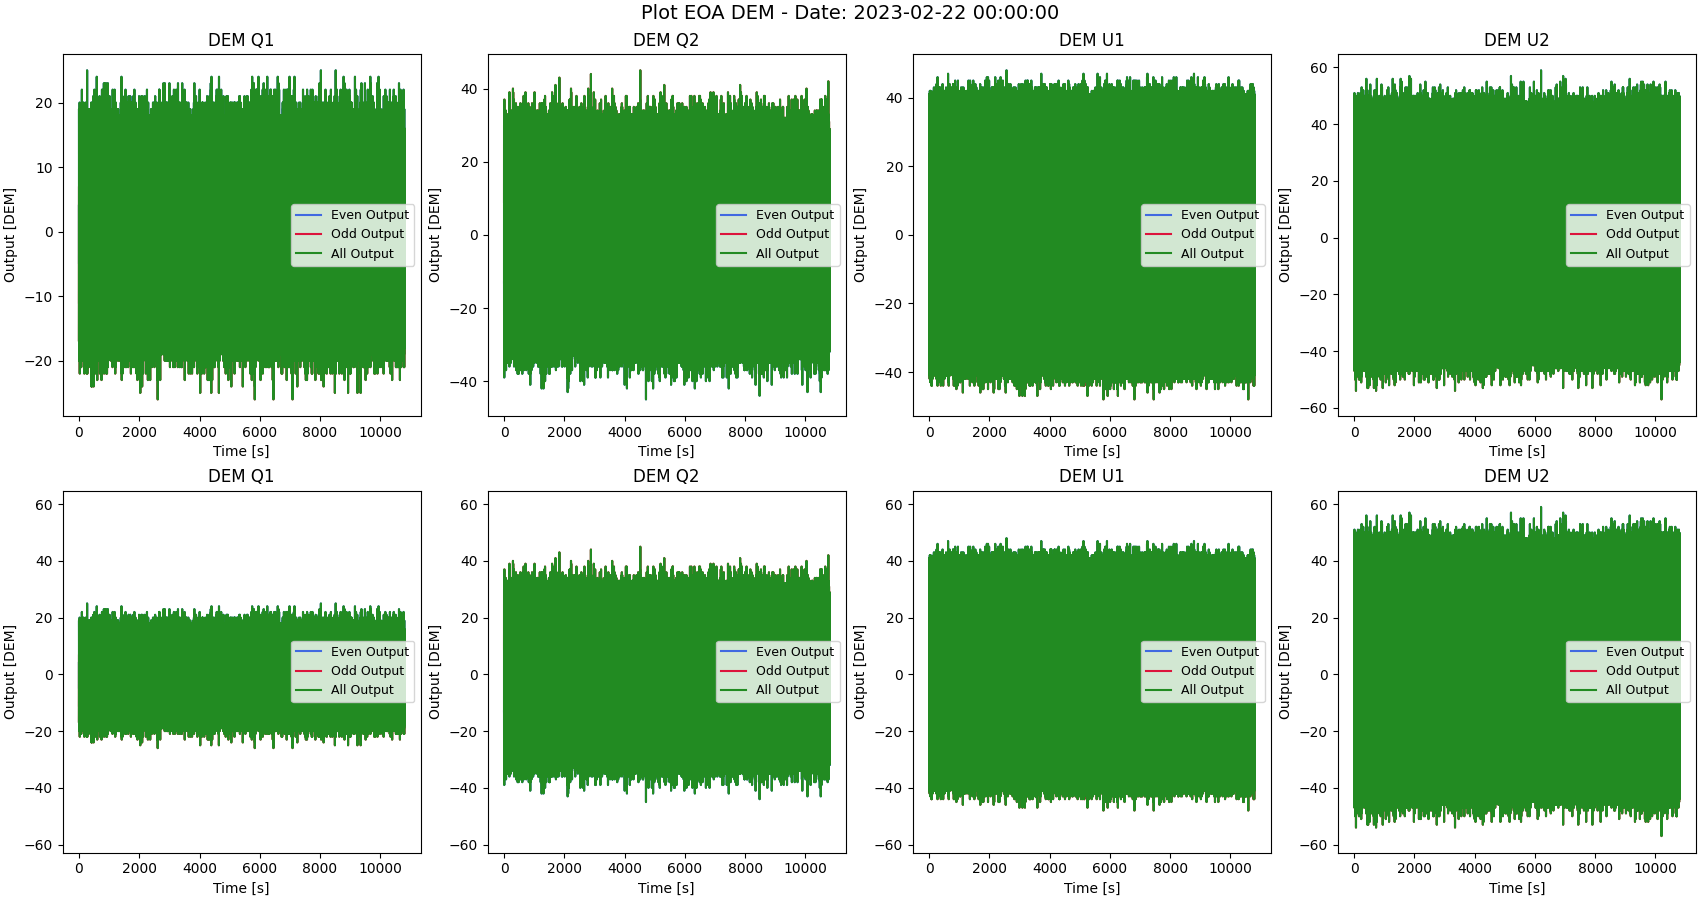 Plot EOA DEM - Date: 2023-02-22 00:00:00
DEM Q1
Output [DEM]
20
10
0
−10
−20
Even Output
Odd Output
All Output
0 2000 4000 6000 8000 10000
Time [s]
DEM Q2
Output [DEM]
40
20
0
−20
−40
Even Output
Odd Output
All Output
0 2000 4000 6000 8000 10000
Time [s]
DEM U1
Output [DEM]
40
20
0
−20
−40
Even Output
Odd Output
All Output
0 2000 4000 6000 8000 10000
Time [s]
DEM U2
Output [DEM]
60
40
20
0
−20
−40
−60
Even Output
Odd Output
All Output
0 2000 4000 6000 8000 10000
Time [s]
DEM Q1
Output [DEM]
60
40
20
0
−20
−40
−60
Even Output
Odd Output
All Output
0 2000 4000 6000 8000 10000
Time [s]
DEM Q2
Output [DEM]
60
40
20
0
−20
−40
−60
Even Output
Odd Output
All Output
0 2000 4000 6000 8000 10000
Time [s]
DEM U1
Output [DEM]
60
40
20
0
−20
−40
−60
Even Output
Odd Output
All Output
0 2000 4000 6000 8000 10000
Time [s]
DEM U2
Output [DEM]
60
40
20
0
−20
−40
−60
Even Output
Odd Output
All Output
0 2000 4000 6000 8000 10000
Time [s]